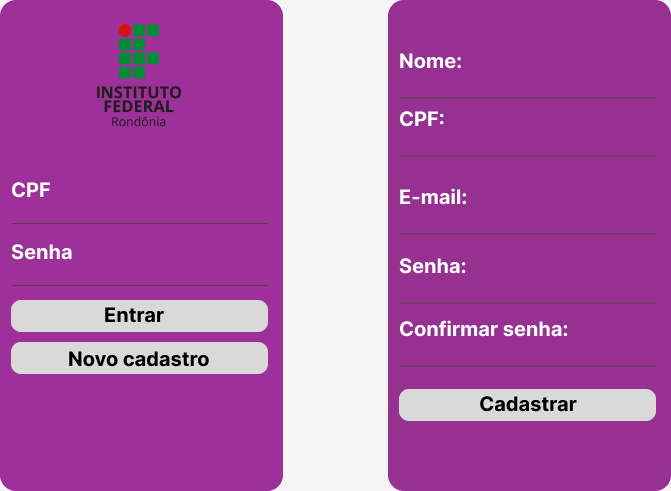 INSTITUTO
FEDERAL
Rondônia
CPF
Senha
Entrar
Novo cadastro
Nome:
CPF:
E-mail:
Senha:
Confirmar senha:
Cadastrar